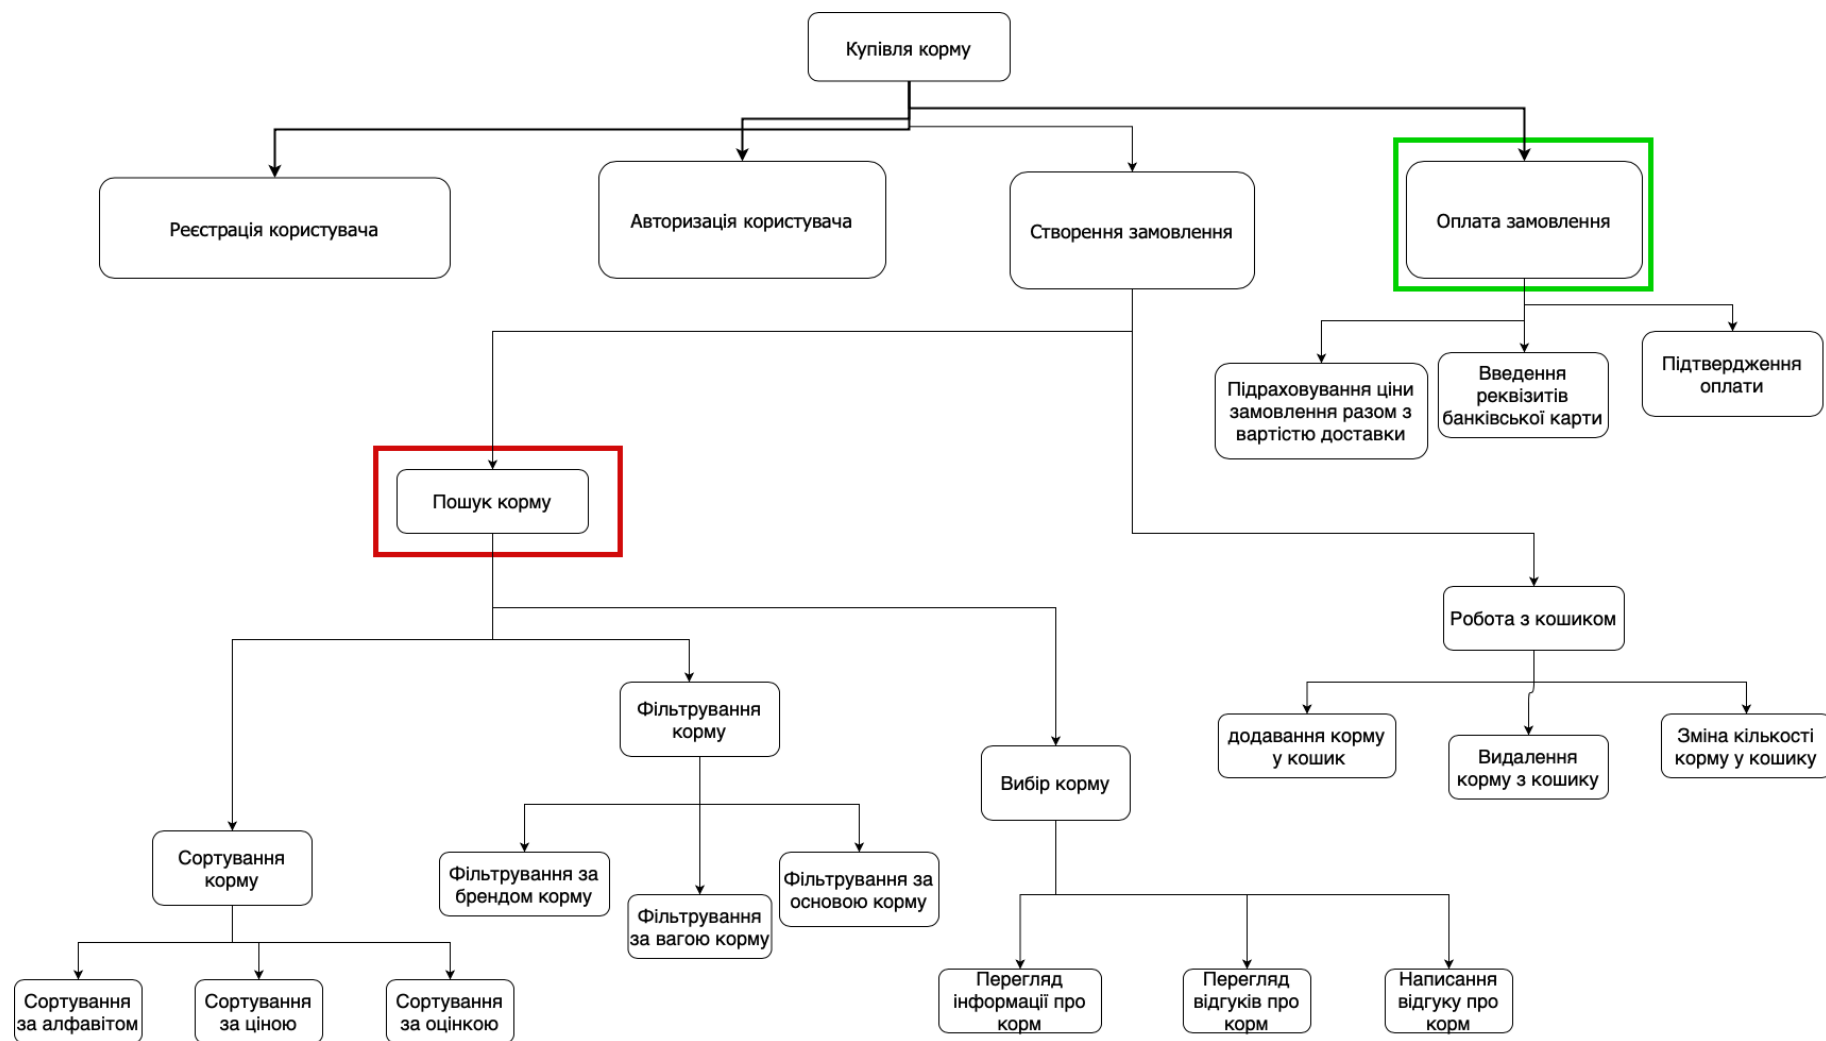 Купівля корму
Реєстрація користувача
Авторизація користувача
Створення замовлення
Оплата замовлення
Підраховування ціни
замовлення разом з
вартістю доставки
Введення
реквізитів
банківської карти
Підтвердження
оплати
Пошук корму
Робота з кошиком
Фільтрування
корму
додавання корму
у кошик
Видалення
корму з кошику
Зміна кількості
корму у кошику
Вибір корму
Сортування
корму
Фільтрування за
брендом корму
Фільтрування
за вагою корму
Фільтрування за
основою корму
Сортування
за алфавітом
Сортування
за ціною
Сортування
за оцінкою
Перегляд
інформації про
корм
Перегляд
відгуків про
корм
Написання
відгуку про
корм